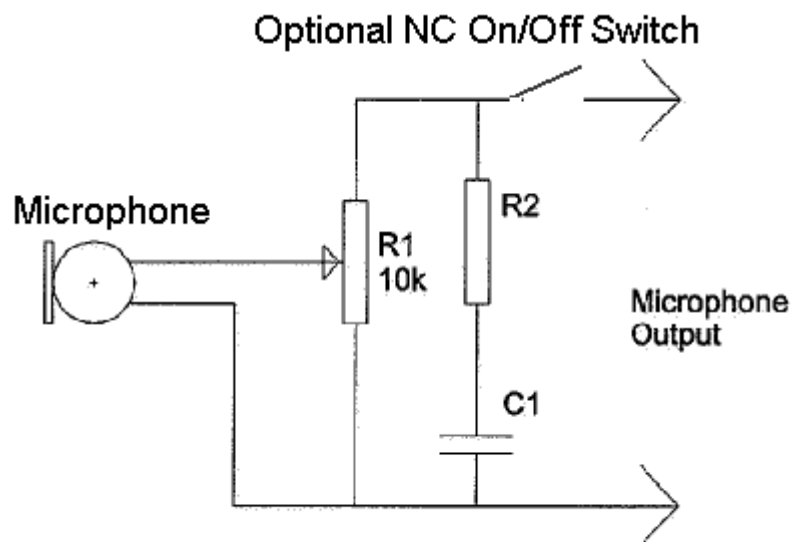 Optional NC On/Off Switch
Microphone
R1
10k
R2
Microphone
Output
C1